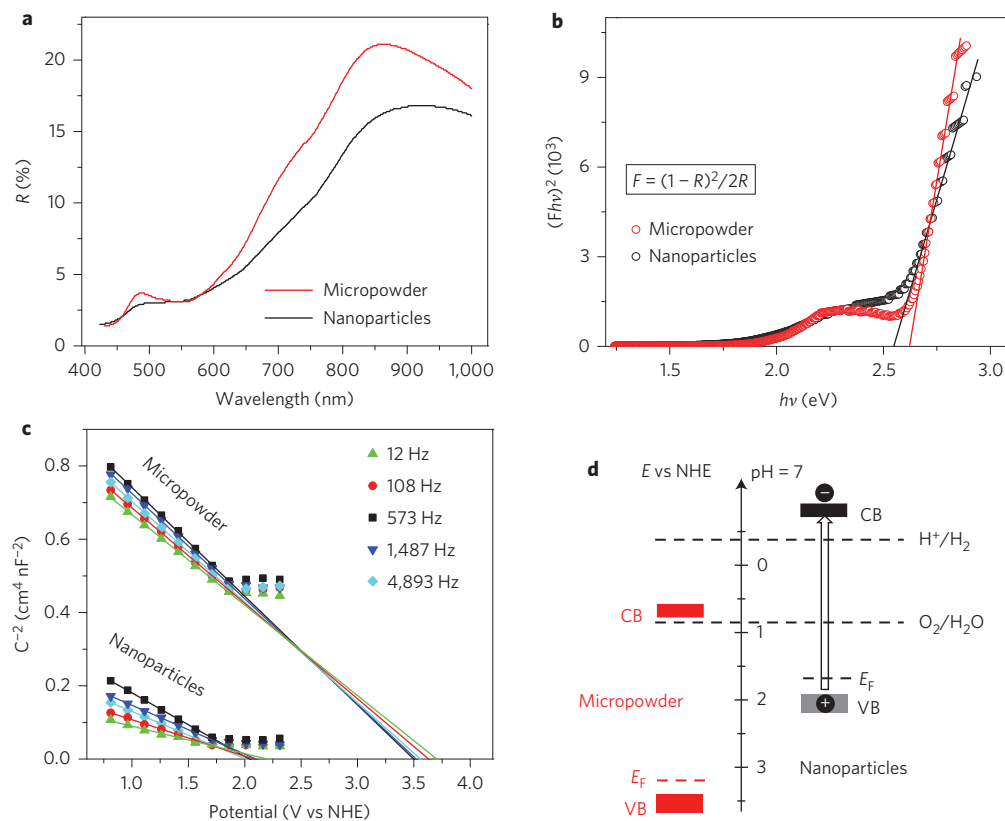 a
R (%)
20
15
10
5
0
400 500 600 700 800 900 1,000
Wavelength (nm)
Micropowder
Nanoparticles
b
(Fhν)² (10³)
9
6
3
0
1.5 2.0 2.5 3.0
hν (eV)
F = (1 – R)²/2R
Micropowder
Nanoparticles
c
C⁻² (cm⁴ nF⁻²)
0.8
0.6
0.4
0.2
0.0
1.0 1.5 2.0 2.5 3.0 3.5 4.0
Potential (V vs NHE)
Micropowder
Nanoparticles
12 Hz
108 Hz
573 Hz
1,487 Hz
4,893 Hz
d
E vs NHE
pH = 7
−
CB
H⁺/H₂
0
CB
O₂/H₂O
1
E_F
Micropowder
2
+
VB
3
Nanoparticles
E_F
VB